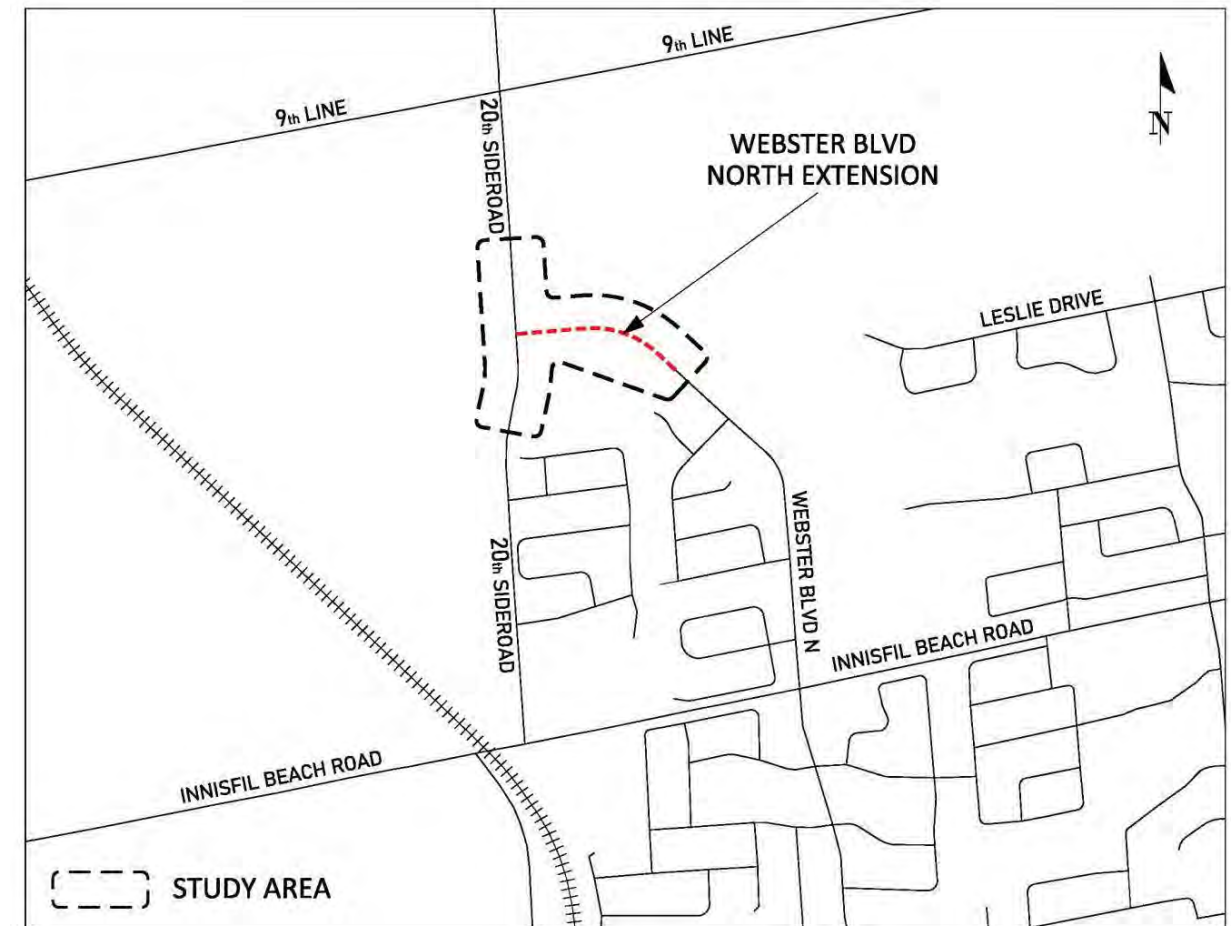 9th LINE
9th LINE
N
20th SIDEROAD
WEBSTER BLVD
NORTH EXTENSION
LESLIE DRIVE
WEBSTER BLVD N
20th SIDEROAD
INNISFIL BEACH ROAD
INNISFIL BEACH ROAD
STUDY AREA